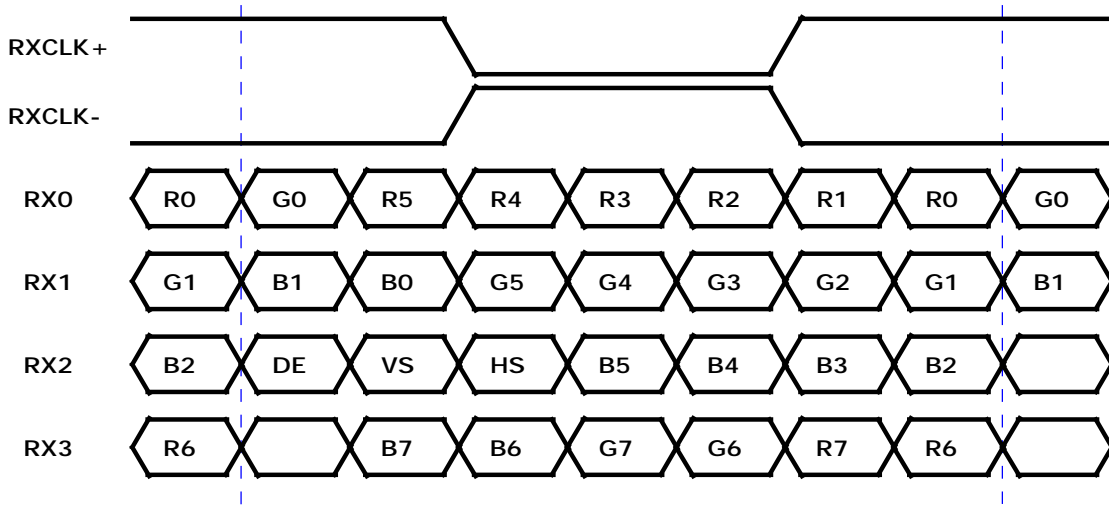 RXCLK+
RXCLK-
RX0 R0 G0 R5 R4 R3 R2 R1 R0 G0
RX1 G1 B1 B0 G5 G4 G3 G2 G1 B1
RX2 B2 DE VS HS B5 B4 B3 B2
RX3 R6 B7 B6 G7 G6 R7 R6